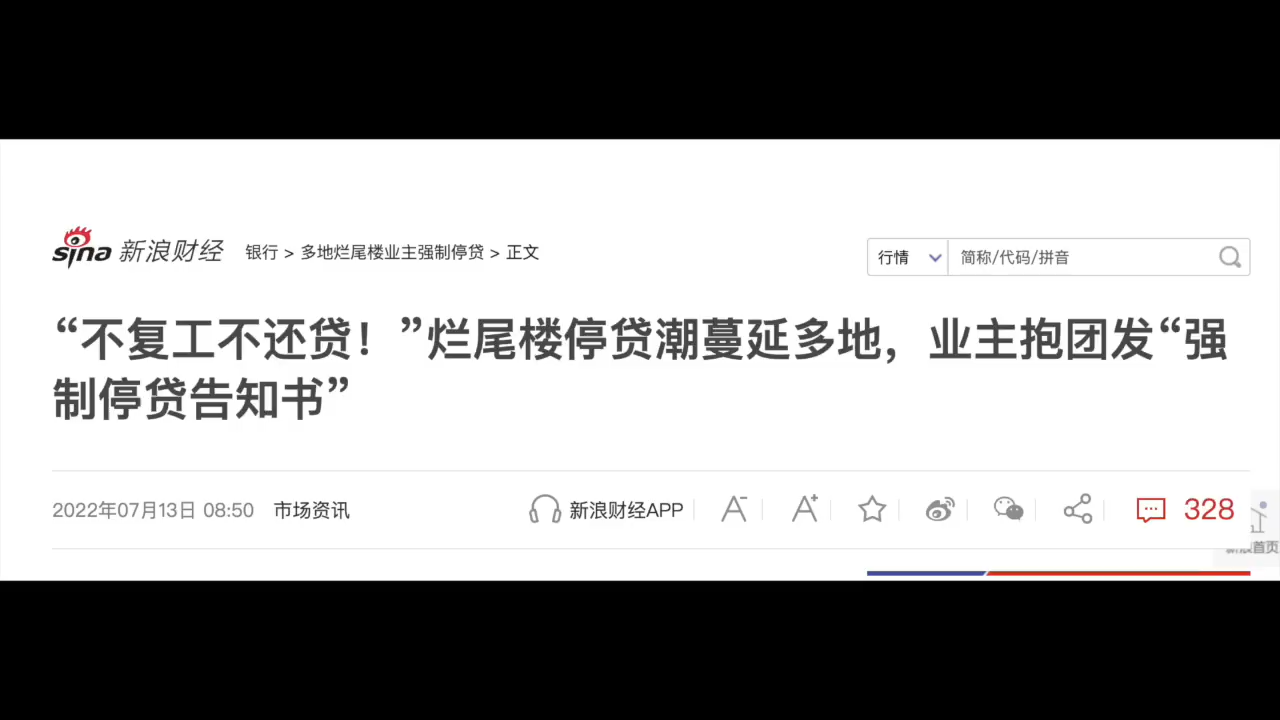 sina 新浪财经 银行 > 多地烂尾楼业主强制停贷 > 正文
行情 简称/代码/拼音
“不复工不还贷！”烂尾楼停贷潮蔓延多地，业主抱团发“强
制停贷告知书”
2022年07月13日 08:50 市场资讯 新浪财经APP A- A+ 328
新浪首页